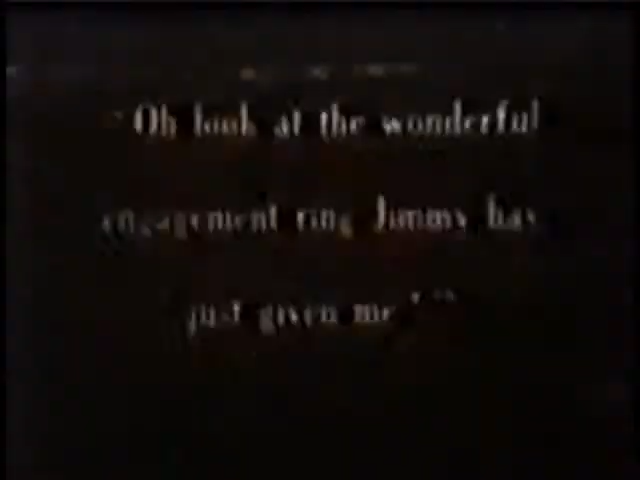 "Oh look at the wonderful
engagement ring Jimmy has
just given me!"